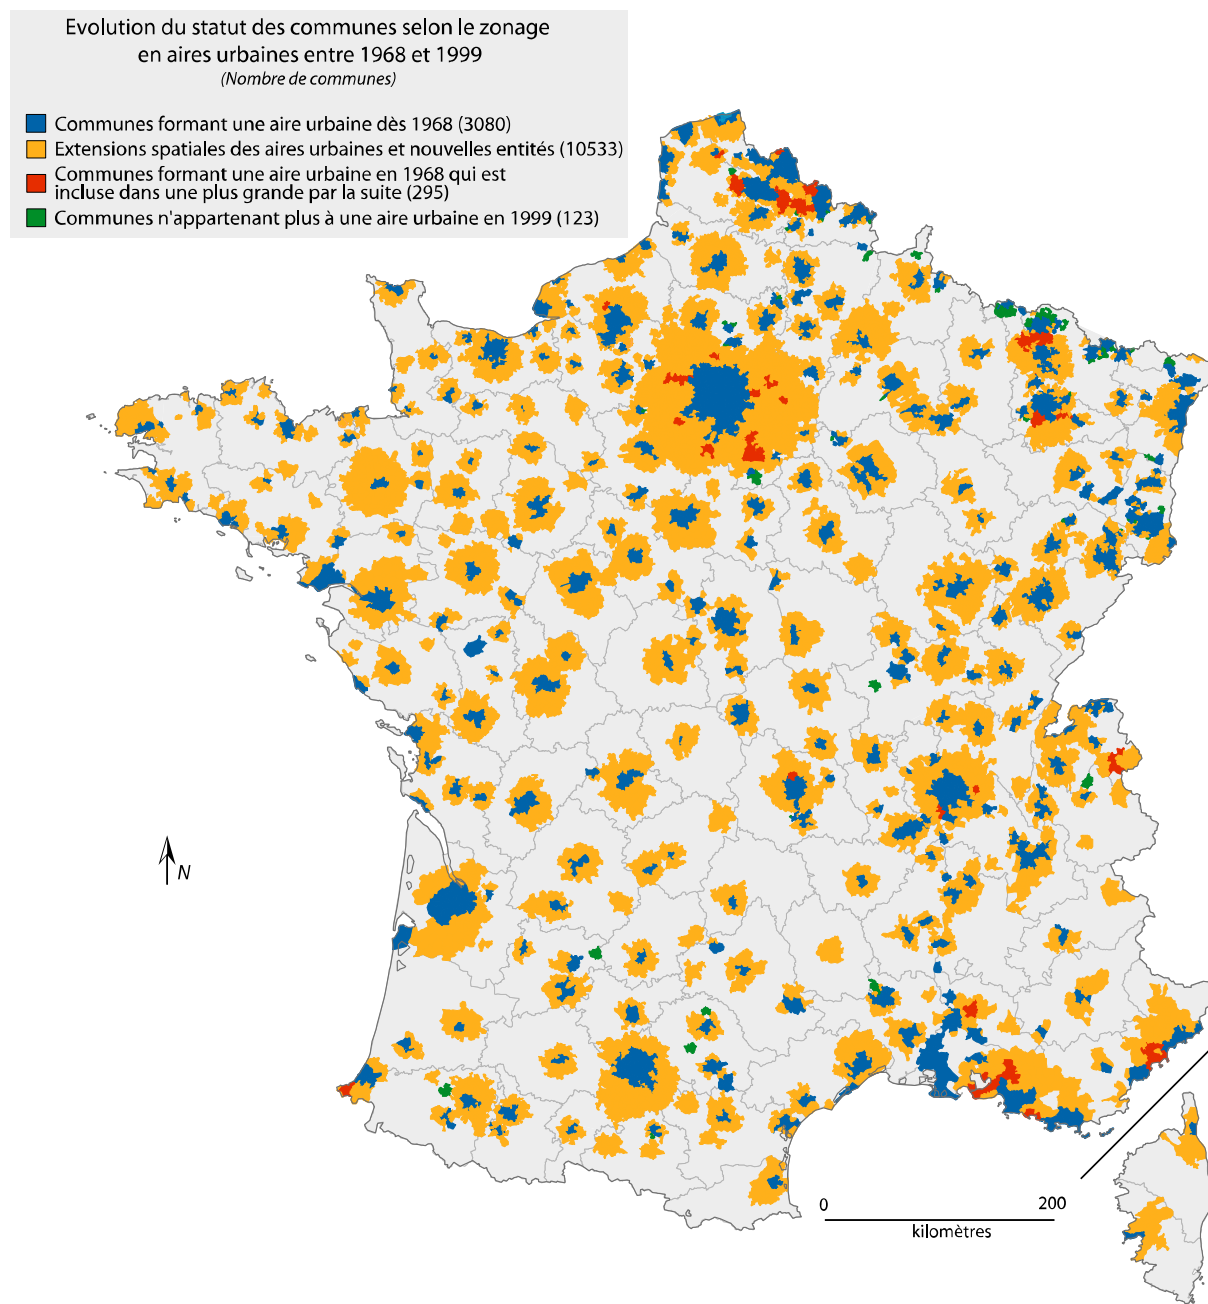 Evolution du statut des communes selon le zonage
en aires urbaines entre 1968 et 1999
(Nombre de communes)
Communes formant une aire urbaine dès 1968 (3080)
Extensions spatiales des aires urbaines et nouvelles entités (10533)
Communes formant une aire urbaine en 1968 qui est
incluse dans une plus grande par la suite (295)
Communes n'appartenant plus à une aire urbaine en 1999 (123)
N
0 200
kilomètres